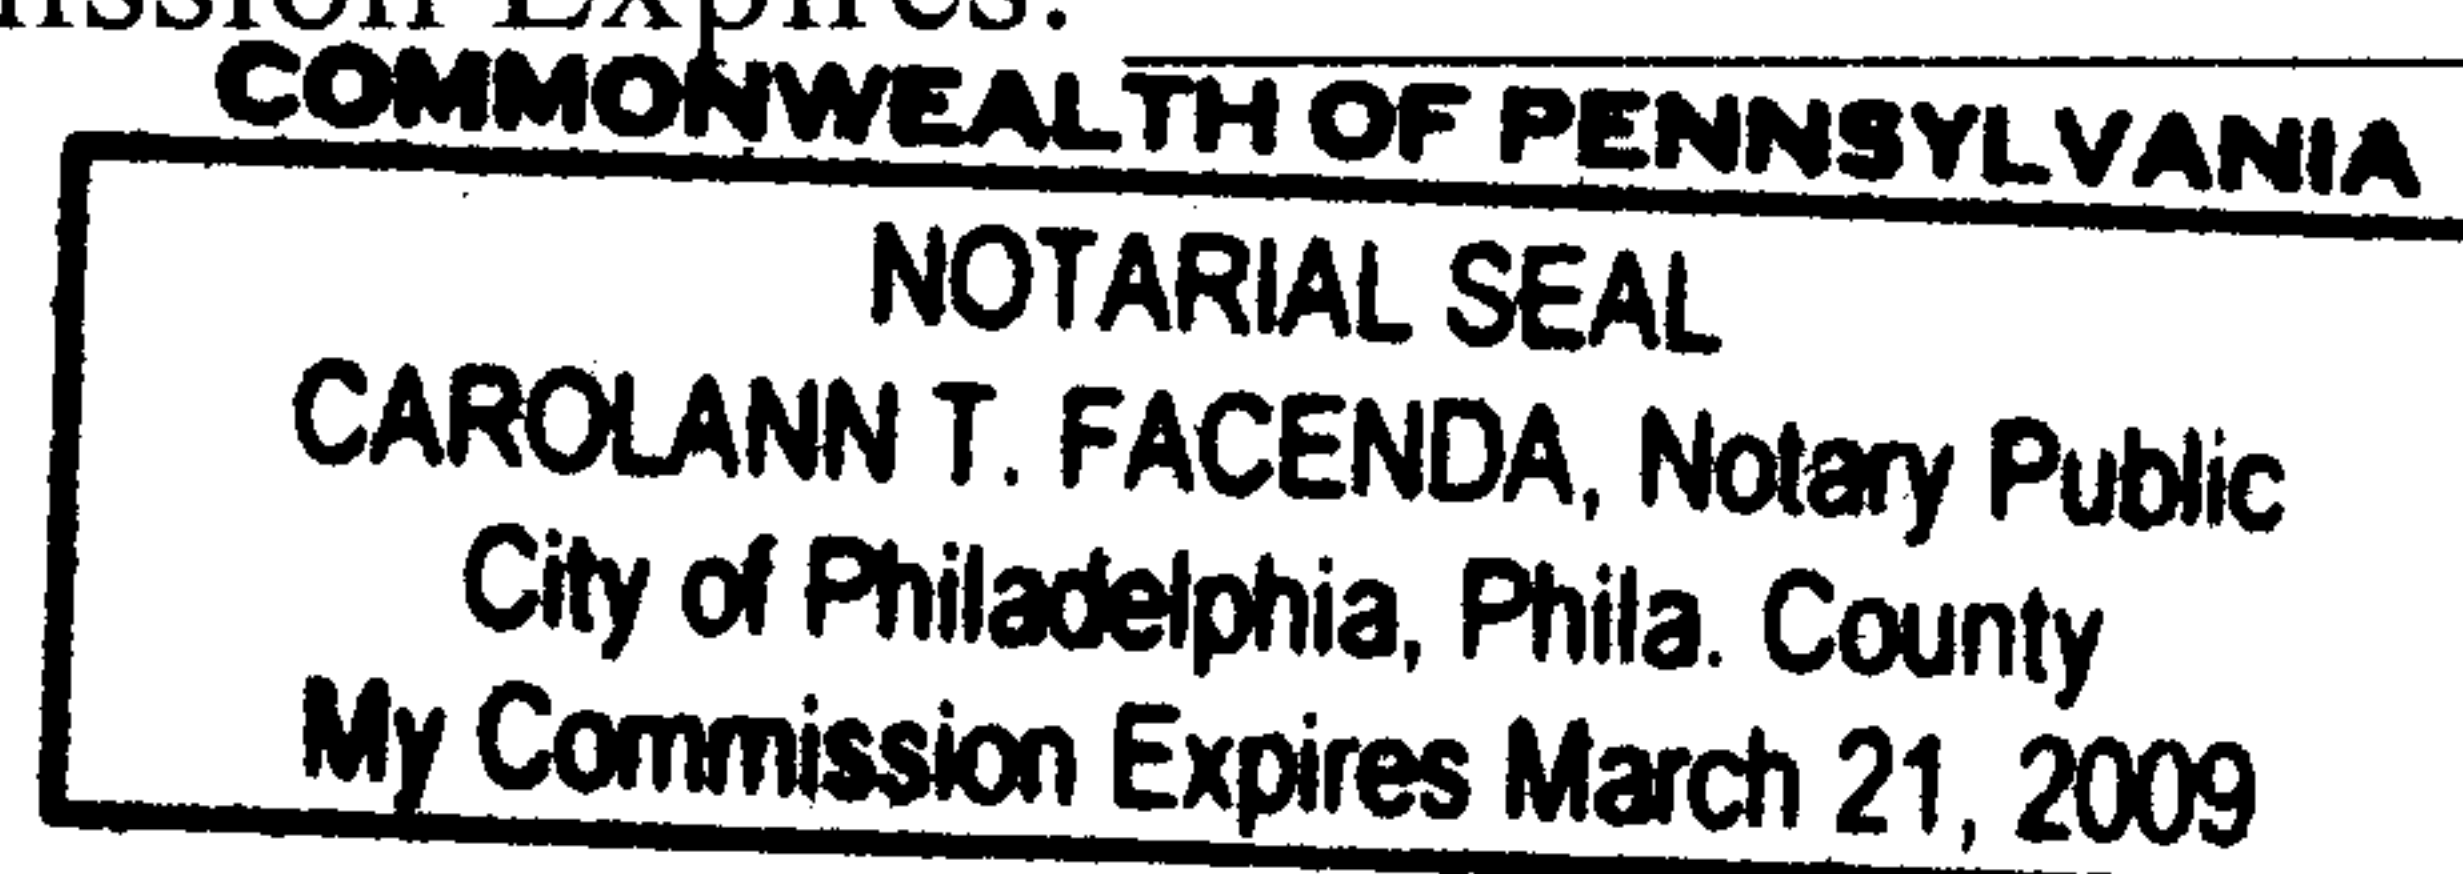 Expires:
COMMONWEALTH OF PENNSYLVANIA
NOTARIAL SEAL
CAROLANN T. FACENDA, Notary Public
City of Philadelphia, Phila. County
My Commission Expires March 21, 2009